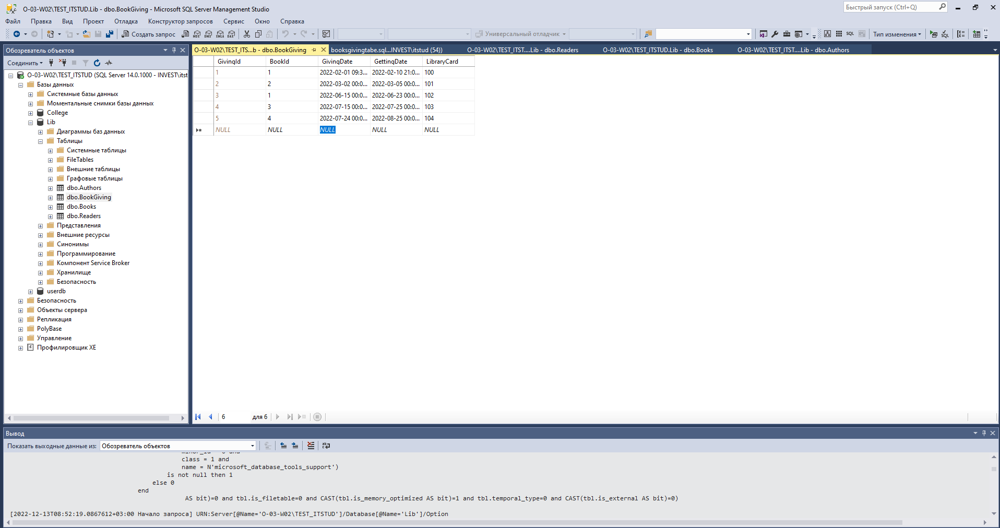 O-03-W02\TEST_ITSTUD.Lib - dbo.BookGiving - Microsoft SQL Server Management Studio
Быстрый запуск (Ctrl+Q)
Файл Правка Вид Проект Отладка Конструктор запросов Сервис Окно Справка
Создать запрос MDX DMX XMLA DAX Универсальный отладчик SQL Тип изменения SQL
Обозреватель объектов
Соединить
O-03-W02\TEST_ITSTUD (SQL Server 14.0.1000 - INVEST\itst
Базы данных
Системные базы данных
Моментальные снимки базы данных
College
Lib
Диаграммы баз данных
Таблицы
Системные таблицы
FileTables
Внешние таблицы
Графовые таблицы
dbo.Authors
dbo.BookGiving
dbo.Books
dbo.Readers
Представления
Внешние ресурсы
Синонимы
Программирование
Компонент Service Broker
Хранилище
Безопасность
userdb
Безопасность
Объекты сервера
Репликация
PolyBase
Управление
Профилировщик XE
O-03-W02\TEST_ITS...b - dbo.BookGiving booksgivingtabe.sql...INVEST\itstud (54)) O-03-W02\TEST_ITST....Lib - dbo.Readers O-03-W02\TEST_ITSTUD.Lib - dbo.Books O-03-W02\TEST_ITST....Lib - dbo.Authors
GivingId BookId GivingDate GettingDate LibraryCard
1 1 2022-02-01 09:3... 2022-02-10 21:0... 100
2 2 2022-03-02 00:0... 2022-03-05 00:0... 101
3 1 2022-06-15 00:0... 2022-06-23 00:0... 102
4 3 2022-07-15 00:0... 2022-07-25 00:0... 103
5 4 2022-07-24 00:0... 2022-08-25 00:0... 104
NULL NULL NULL NULL NULL
6 для 6
Вывод
Показать выходные данные из: Обозреватель объектов
class = 1 and
name = N'microsoft_database_tools_support')
is not null then 1
else 0
end
AS bit)=0 and tbl.is_filetable=0 and CAST(tbl.is_memory_optimized AS bit)=1 and tbl.temporal_type=0 and CAST(tbl.is_external AS bit)=0)
[2022-12-13T08:52:19.0867612+03:00 Начало запроса] URN:Server[@Name='O-03-W02\TEST_ITSTUD']/Database[@Name='Lib']/Option